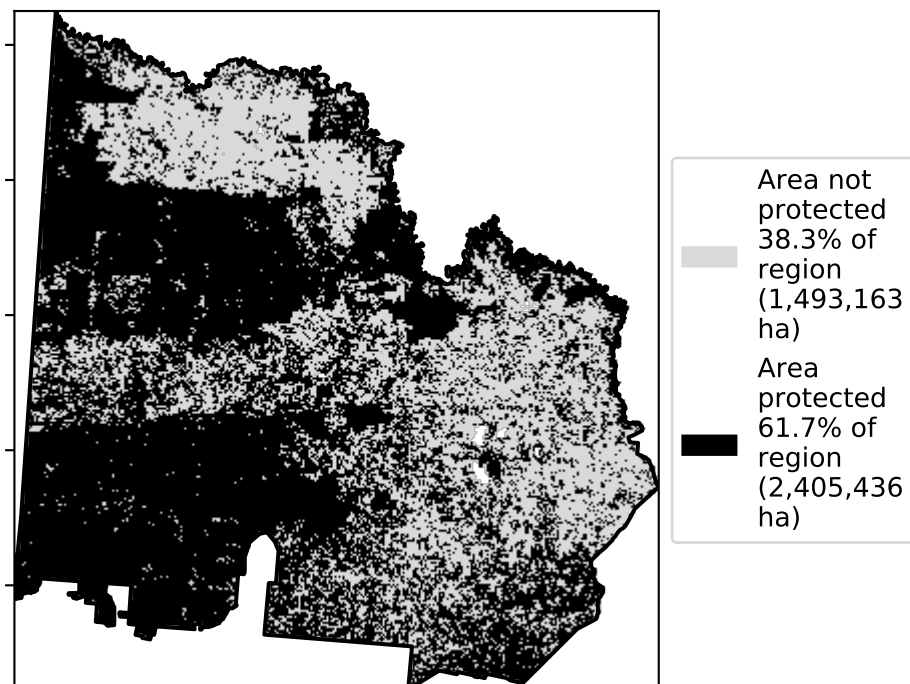 Area not
protected
38.3% of
region
(1,493,163
ha)
Area
protected
61.7% of
region
(2,405,436
ha)